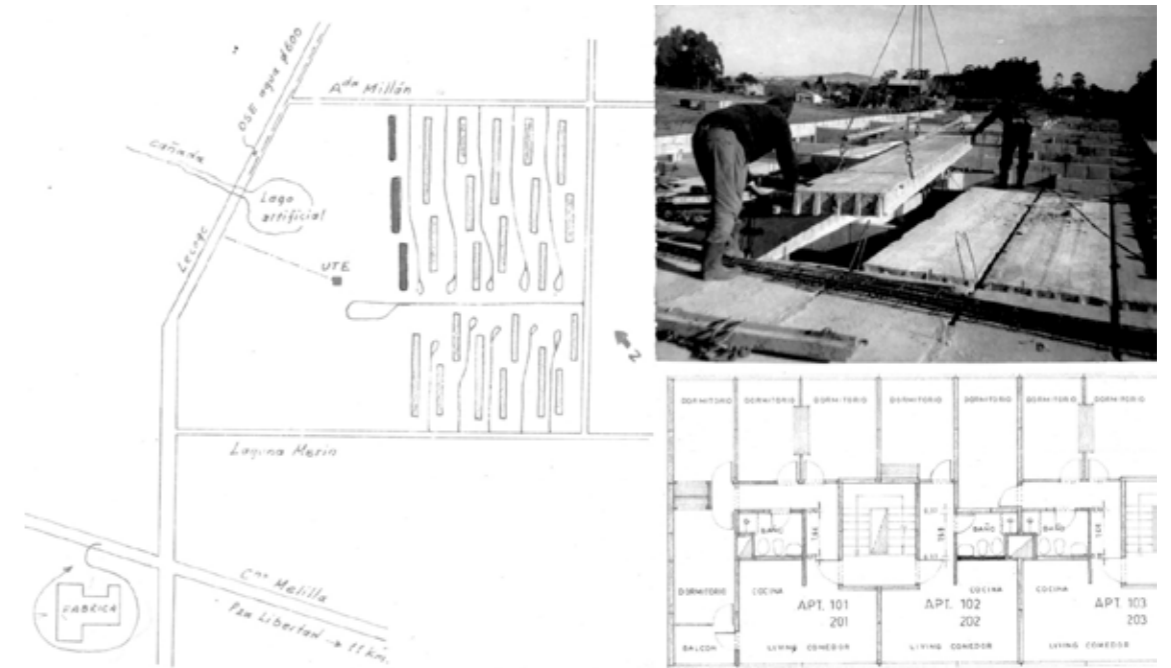 OSE agua ø600
Ada Millán
Cañada
Lago
artificial
Lecocq
UTE
N
Laguna Merin
Cno Melilla
Pza Libertad → 11 km.
FABRICA
DORMITORIO DORMITORIO DORMITORIO DORMITORIO DORMITORIO DORMITORIO DORMITORIO
BAÑO BAÑO BAÑO
DORMITORIO COCINA COCINA COCINA
APT. 101 APT. 102 APT. 103
201 202 203
BALCON LIVING COMEDOR LIVING COMEDOR LIVING COMEDOR